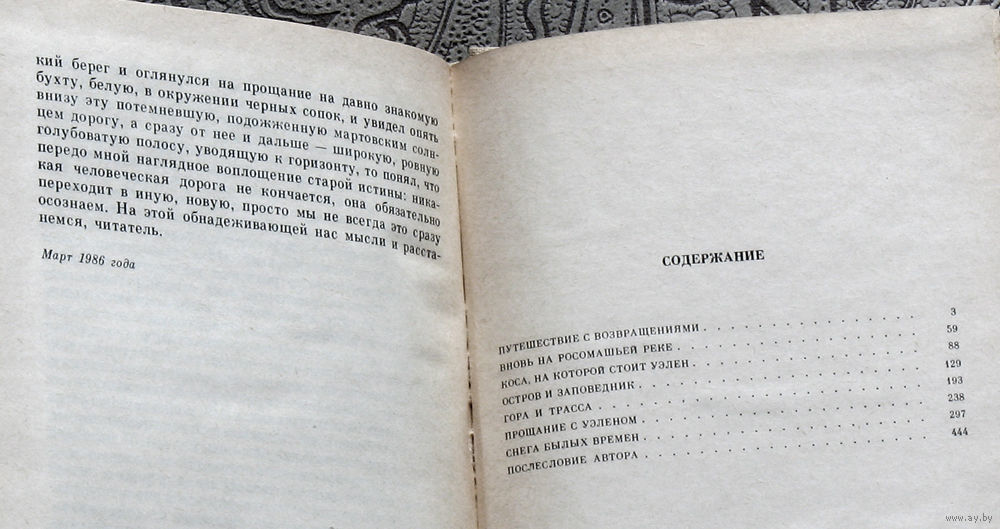 кий берег и оглянулся на прощание на давно знакомую
бухту, белую, в окружении черных сопок, и увидел опять
внизу эту потемневшую, подожженную мартовским солн-
цем дорогу, а сразу от нее и дальше — широкую, ровную
голубоватую полосу, уводящую к горизонту, то понял, что
передо мной наглядное воплощение старой истины: ника-
кая человеческая дорога не кончается, она обязательно
переходит в иную, новую, просто мы не всегда это сразу
осознаем. На этой обнадеживающей нас мысли и расста-
немся, читатель.
Март 1986 года
СОДЕРЖАНИЕ
ПУТЕШЕСТВИЕ С ВОЗВРАЩЕНИЯМИ . . . . . . . . . . 3
ВНОВЬ НА РОСОМАШЬЕЙ РЕКЕ . . . . . . . . . . 59
КОСА, НА КОТОРОЙ СТОИТ УЭЛЕН . . . . . . . . . . 88
ОСТРОВ И ЗАПОВЕДНИК . . . . . . . . . . 129
ГОРА И ТРАССА . . . . . . . . . . 193
ПРОЩАНИЕ С УЭЛЕНОМ . . . . . . . . . . 238
СНЕГА БЫЛЫХ ВРЕМЕН . . . . . . . . . . 297
ПОСЛЕСЛОВИЕ АВТОРА . . . . . . . . . . 444
www.ay.by